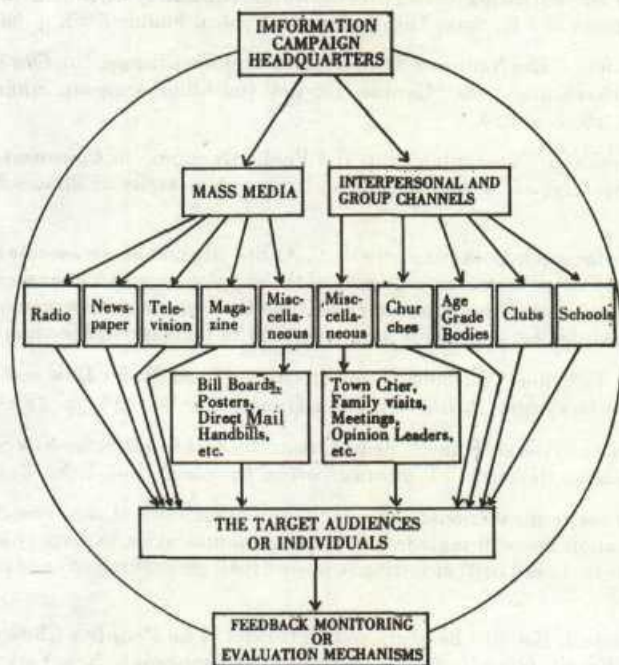 IMFORMATION
CAMPAIGN
HEADQUARTERS
MASS MEDIA
INTERPERSONAL AND
GROUP CHANNELS
Radio
News-
paper
Tele-
vision
Maga-
zine
Misc-
cella-
neous
Misc-
cella-
neous
Chur
ches
Age
Grade
Bodies
Clubs
Schools
Bill Boards,
Posters,
Direct Mail
Handbills,
etc.
Town Crier,
Family visits,
Meetings,
Opinion Leaders,
etc.
THE TARGET AUDIENCES
OR INDIVIDUALS
FEEDBACK MONITORING
OR
EVALUATION MECHANISMS